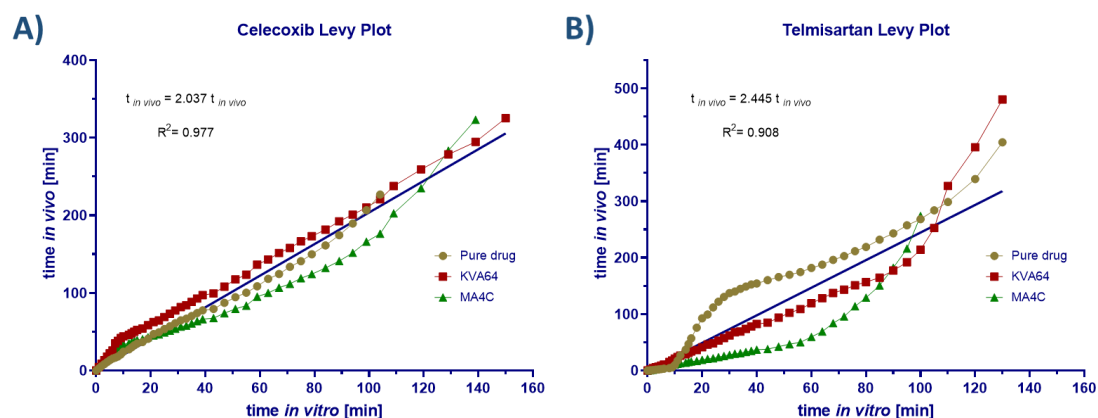 A)
Celecoxib Levy Plot
400
300
200
100
0
0 20 40 60 80 100 120 140 160
time in vivo [min]
time in vitro [min]
t in vivo = 2.037 t in vivo
R2= 0.977
Pure drug
KVA64
MA4C
B)
Telmisartan Levy Plot
500
400
300
200
100
0
0 20 40 60 80 100 120 140 160
time in vivo [min]
time in vitro [min]
t in vivo = 2.445 t in vivo
R2= 0.908
Pure drug
KVA64
MA4C